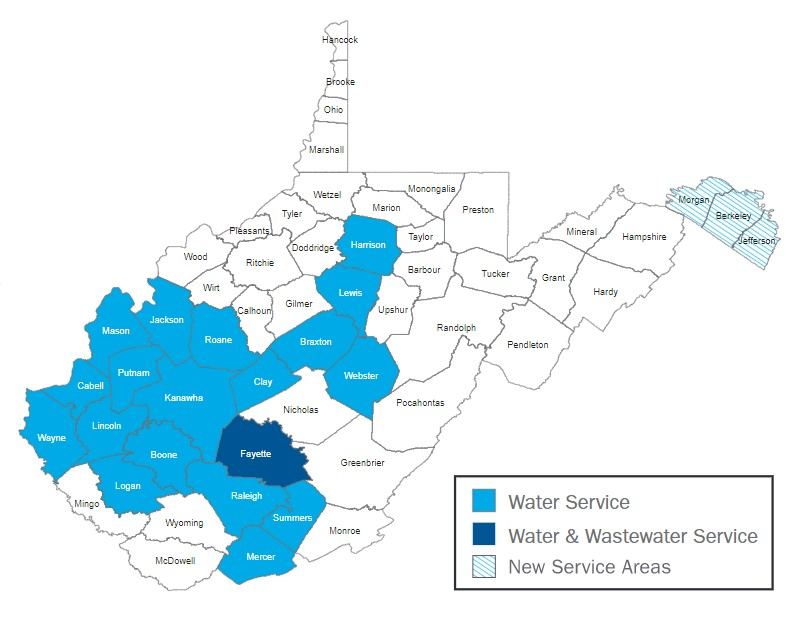 Hancock
Brooke
Ohio
Marshall
Wetzel
Monongalia
Marion
Preston
Tyler
Pleasants
Harrison
Taylor
Doddridge
Wood
Ritchie
Barbour
Tucker
Grant
Mineral
Hampshire
Hardy
Morgan
Berkeley
Jefferson
Wirt
Lewis
Calhoun
Gilmer
Upshur
Randolph
Pendleton
Mason
Jackson
Roane
Braxton
Webster
Cabell
Putnam
Kanawha
Clay
Nicholas
Pocahontas
Wayne
Lincoln
Boone
Fayette
Greenbrier
Logan
Raleigh
Mingo
Wyoming
Summers
Monroe
McDowell
Mercer
Water Service
Water & Wastewater Service
New Service Areas